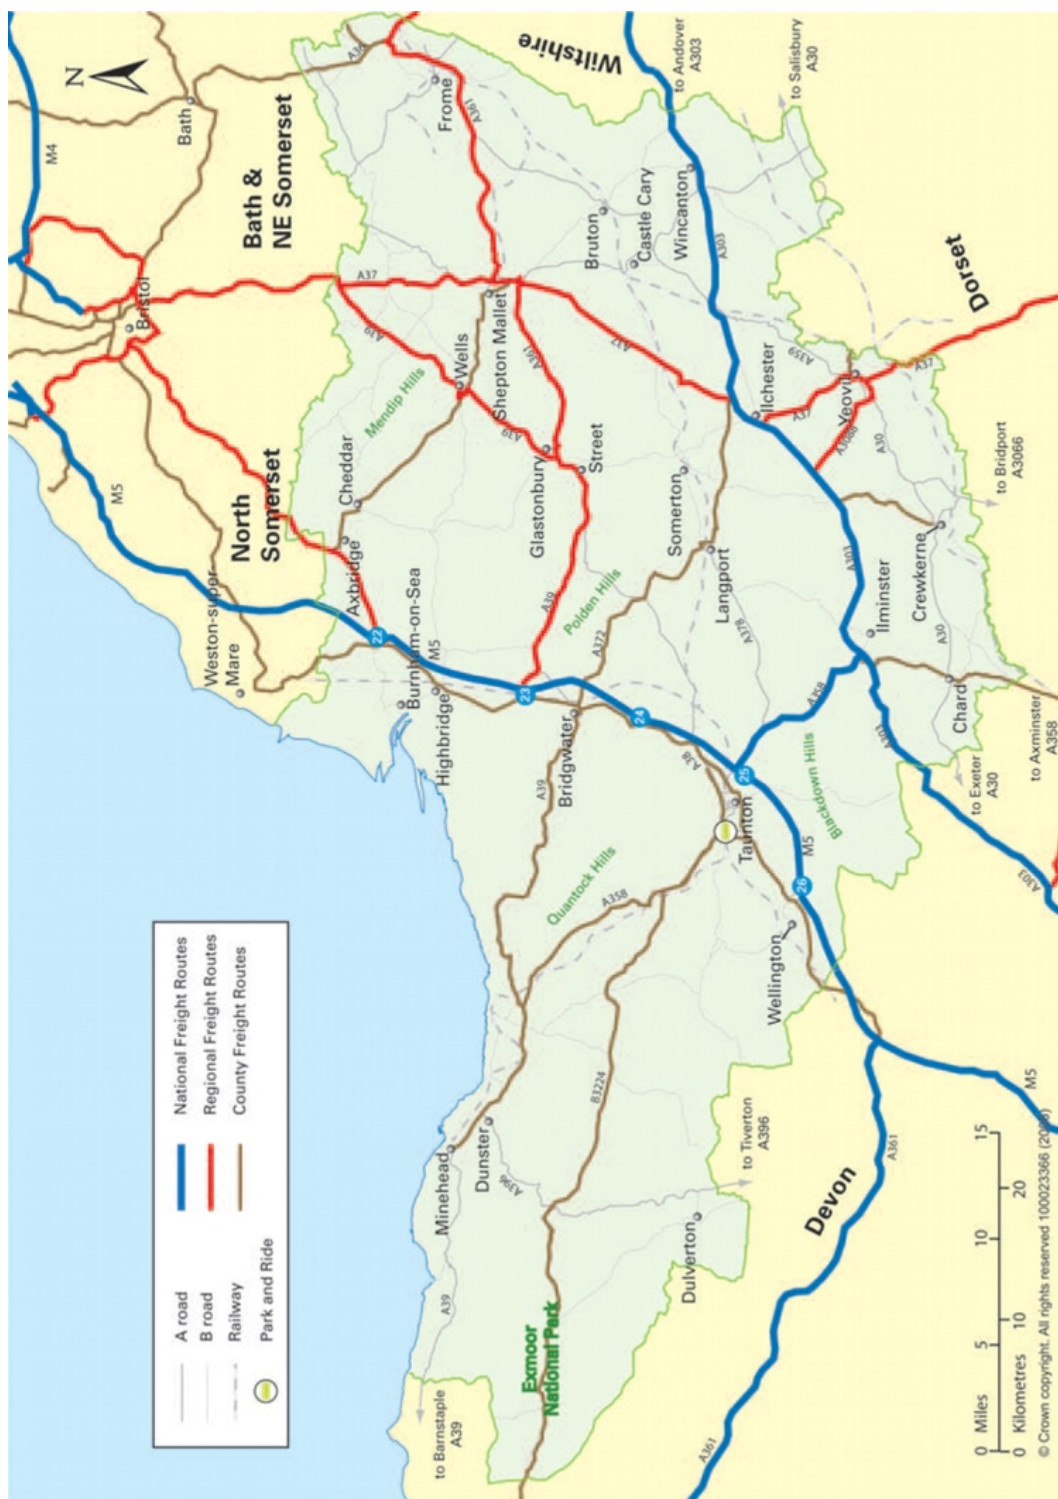 A road
B road
Railway
Park and Ride
National Freight Routes
Regional Freight Routes
County Freight Routes
N
M4
Bath
Bristol
Bath &
NE Somerset
North
Somerset
Wiltshire
Dorset
Devon
A36
Frome
A361
to Andover
A303
to Salisbury
A30
M5
Weston-super
Mare
Axbridge
Cheddar
Mendip Hills
A39
A37
Wells
Shepton Mallet
A361
Bruton
Castle Cary
Wincanton
A303
22
Burnham-on-Sea
Highbridge
M5
23
A39
Glastonbury
A39
Street
Polden Hills
Somerton
A37
Ilchester
A37
A359
Yeovil
A3088
A30
A37
to Bridport
A3066
24
Bridgwater
A39
A372
Langport
A378
A303
Ilminster
Crewkerne
A30
Chard
A358
A303
to Axminster
A358
to Exeter
A30
A303
A38
25
Taunton
Blackdown Hills
M5
26
Quantock Hills
A358
Wellington
Minehead
Dunster
A396
B3224
A39
to Barnstaple
A39
Exmoor
National Park
Dulverton
to Tiverton
A396
A361
A361
M5
0 Miles 5 10 15
0 Kilometres 10 20
© Crown copyright. All rights reserved 100023366